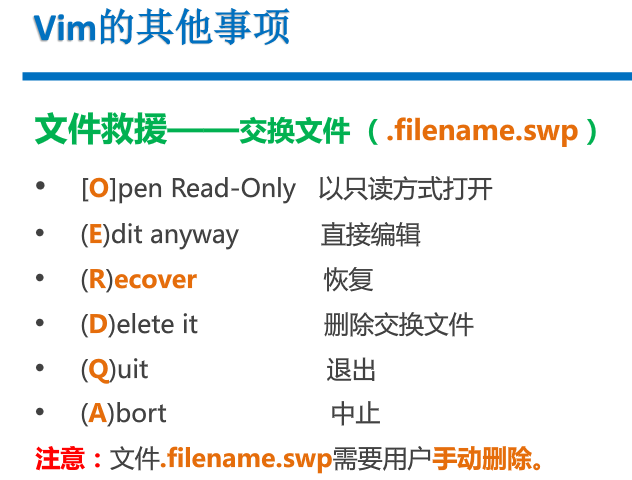 Vim的其他事项
文件救援——交换文件（.filename.swp）
• [O]pen Read-Only 以只读方式打开
• (E)dit anyway 直接编辑
• (R)ecover 恢复
• (D)elete it 删除交换文件
• (Q)uit 退出
• (A)bort 中止
注意：文件.filename.swp需要用户手动删除。